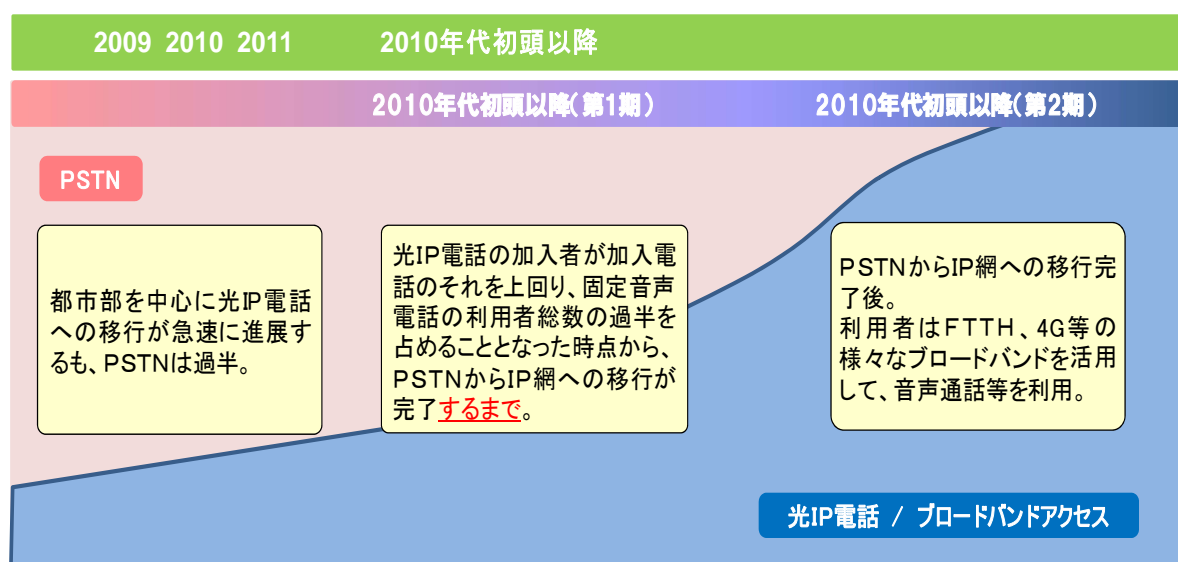 2009 2010 2011 2010年代初頭以降
2010年代初頭以降(第1期) 2010年代初頭以降(第2期)
PSTN
都市部を中心に光IP電話
への移行が急速に進展す
るも、PSTNは過半。
光IP電話の加入者が加入電
話のそれを上回り、固定音声
電話の利用者総数の過半を
占めることとなった時点から、
PSTNからIP網への移行が
完了するまで。
PSTNからIP網への移行完
了後。
利用者はFTTH、4G等の
様々なブロードバンドを活用
して、音声通話等を利用。
光IP電話 / ブロードバンドアクセス